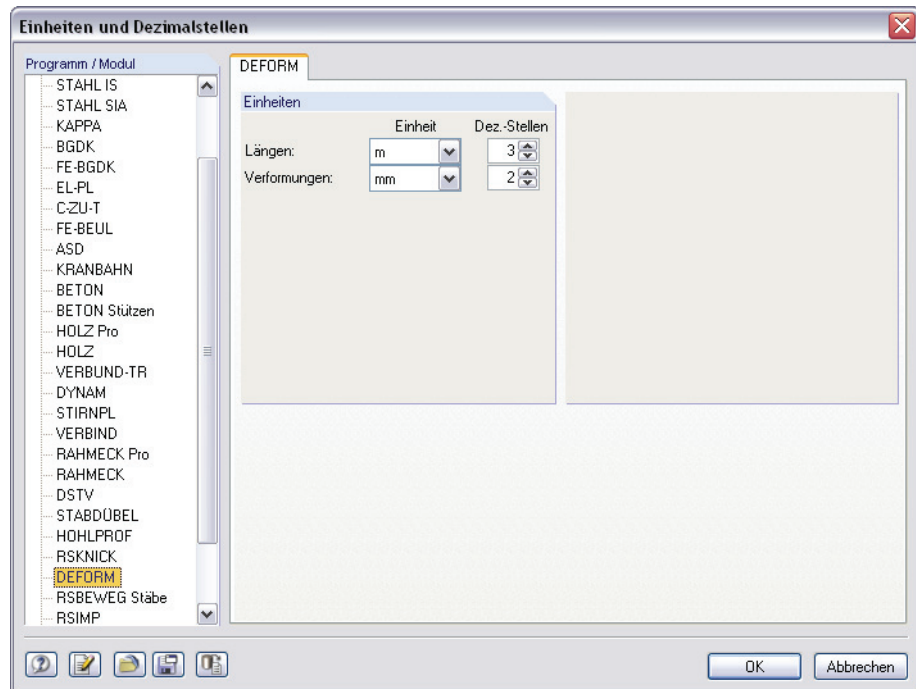 Einheiten und Dezimalstellen
Programm / Modul
STAHL IS
STAHL SIA
KAPPA
BGDK
FE-BGDK
EL-PL
C-ZU-T
FE-BEUL
ASD
KRANBAHN
BETON
BETON Stützen
HOLZ Pro
HOLZ
VERBUND-TR
DYNAM
STIRNPL
VERBIND
RAHMECK Pro
RAHMECK
DSTV
STABDÜBEL
HOHLPROF
RSKNICK
DEFORM
RSBEWEG Stäbe
RSIMP
DEFORM
Einheiten
Einheit Dez.-Stellen
Längen: m 3
Verformungen: mm 2
OK Abbrechen